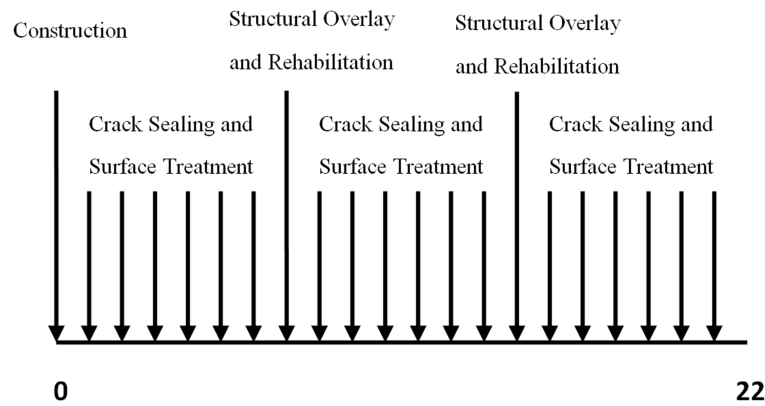 Construction
Structural Overlay
and Rehabilitation
Structural Overlay
and Rehabilitation
Crack Sealing and
Surface Treatment
Crack Sealing and
Surface Treatment
Crack Sealing and
Surface Treatment
0
22